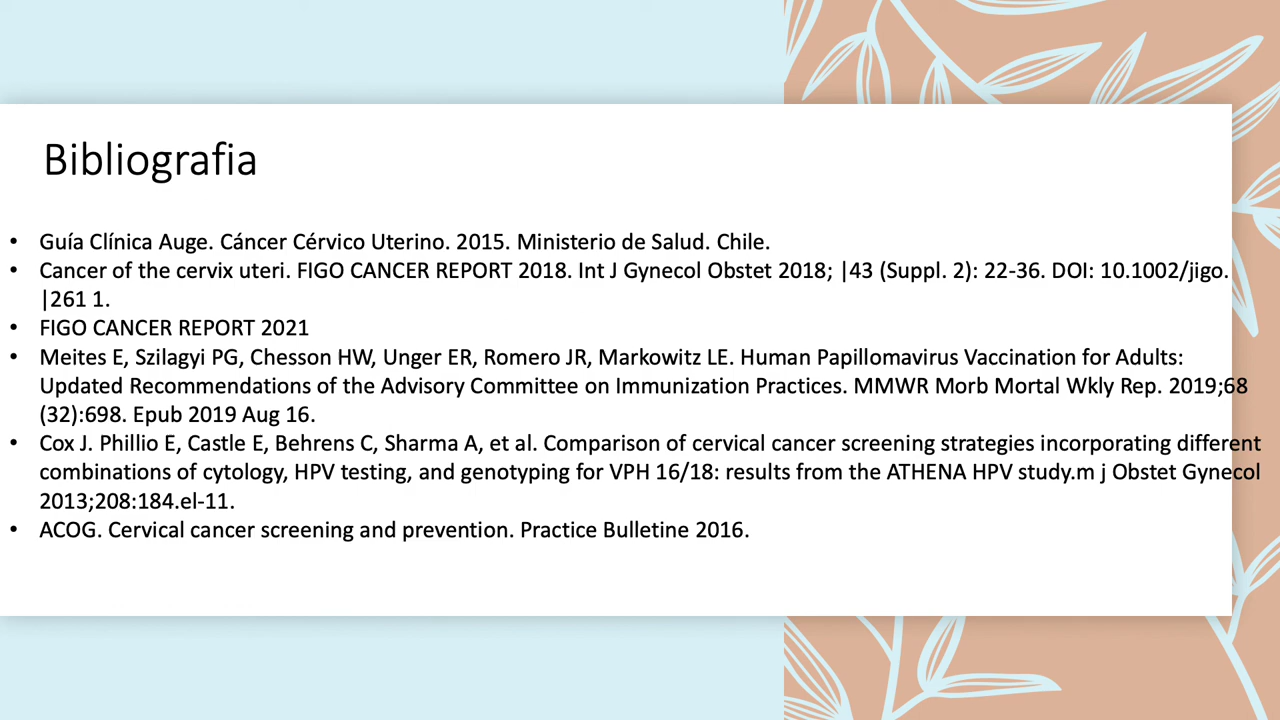 Bibliografia
• Guía Clínica Auge. Cáncer Cérvico Uterino. 2015. Ministerio de Salud. Chile.
• Cancer of the cervix uteri. FIGO CANCER REPORT 2018. Int J Gynecol Obstet 2018; |43 (Suppl. 2): 22-36. DOI: 10.1002/jigo.
|261 1.
• FIGO CANCER REPORT 2021
• Meites E, Szilagyi PG, Chesson HW, Unger ER, Romero JR, Markowitz LE. Human Papillomavirus Vaccination for Adults:
Updated Recommendations of the Advisory Committee on Immunization Practices. MMWR Morb Mortal Wkly Rep. 2019;68
(32):698. Epub 2019 Aug 16.
• Cox J. Phillio E, Castle E, Behrens C, Sharma A, et al. Comparison of cervical cancer screening strategies incorporating different
combinations of cytology, HPV testing, and genotyping for VPH 16/18: results from the ATHENA HPV study.m j Obstet Gynecol
2013;208:184.el-11.
• ACOG. Cervical cancer screening and prevention. Practice Bulletine 2016.